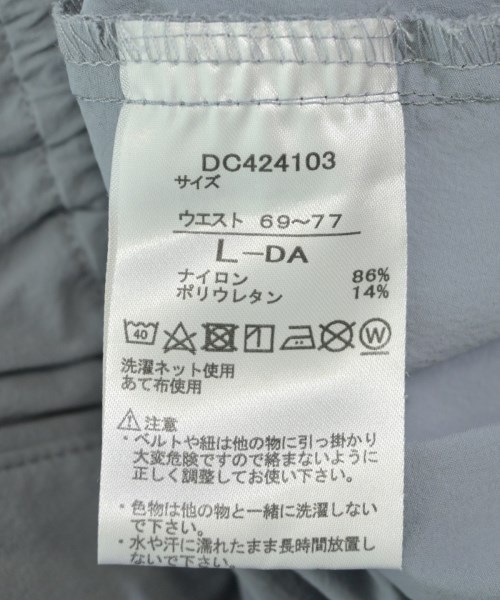 DC424103
サイズ
ウエスト 69～77
L-DA
ナイロン 86%
ポリウレタン 14%
40
W
洗濯ネット使用
あて布使用
注意
・ベルトや紐は他の物に引っ掛かり
大変危険ですので絡まないように
正しく調整してお使い下さい。
・色物は他の物と一緒に洗濯しない
で下さい。
・水や汗に濡れたまま長時間放置し
ないで下さい。